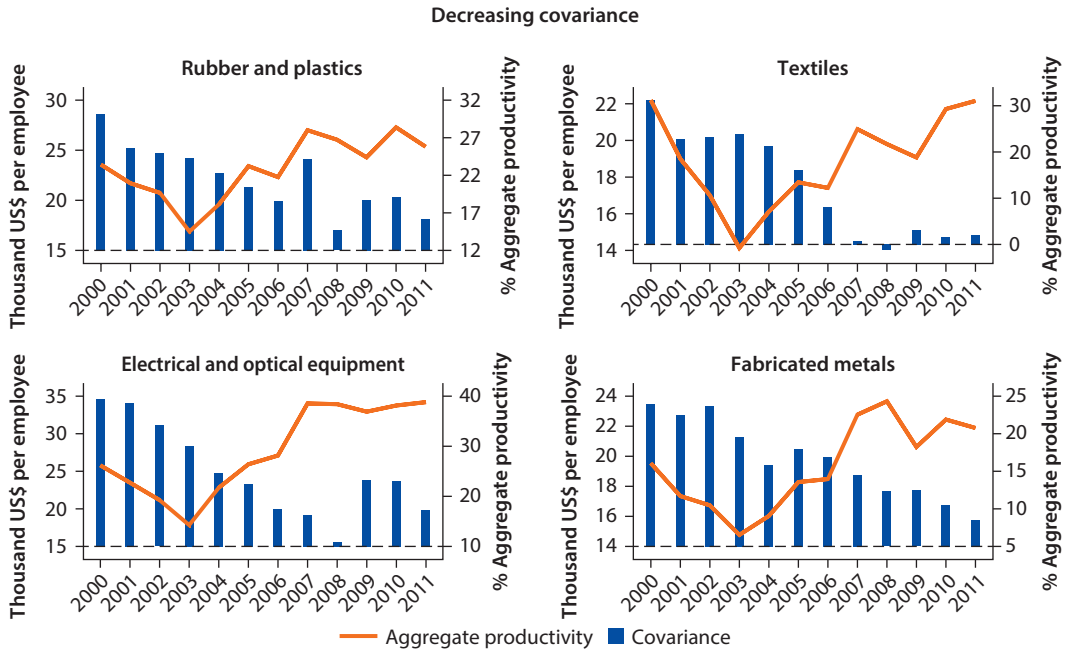 Decreasing covariance
Rubber and plastics
Thousand US$ per employee
30
25
20
15
32
27
22
17
12
% Aggregate productivity
2000 2001 2002 2003 2004 2005 2006 2007 2008 2009 2010 2011
Textiles
Thousand US$ per employee
22
20
18
16
14
30
20
10
0
% Aggregate productivity
2000 2001 2002 2003 2004 2005 2006 2007 2008 2009 2010 2011
Electrical and optical equipment
Thousand US$ per employee
35
30
25
20
15
40
30
20
10
% Aggregate productivity
2000 2001 2002 2003 2004 2005 2006 2007 2008 2009 2010 2011
Fabricated metals
Thousand US$ per employee
24
22
20
18
16
14
25
20
15
10
5
% Aggregate productivity
2000 2001 2002 2003 2004 2005 2006 2007 2008 2009 2010 2011
Aggregate productivity Covariance